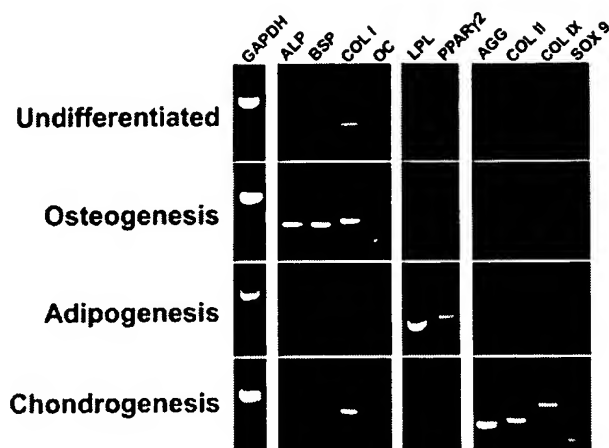 GAPDH ALP BSP COL I OC LPL PPARγ2 AGG COL II COL IX SOX 9
Undifferentiated
Osteogenesis
Adipogenesis
Chondrogenesis